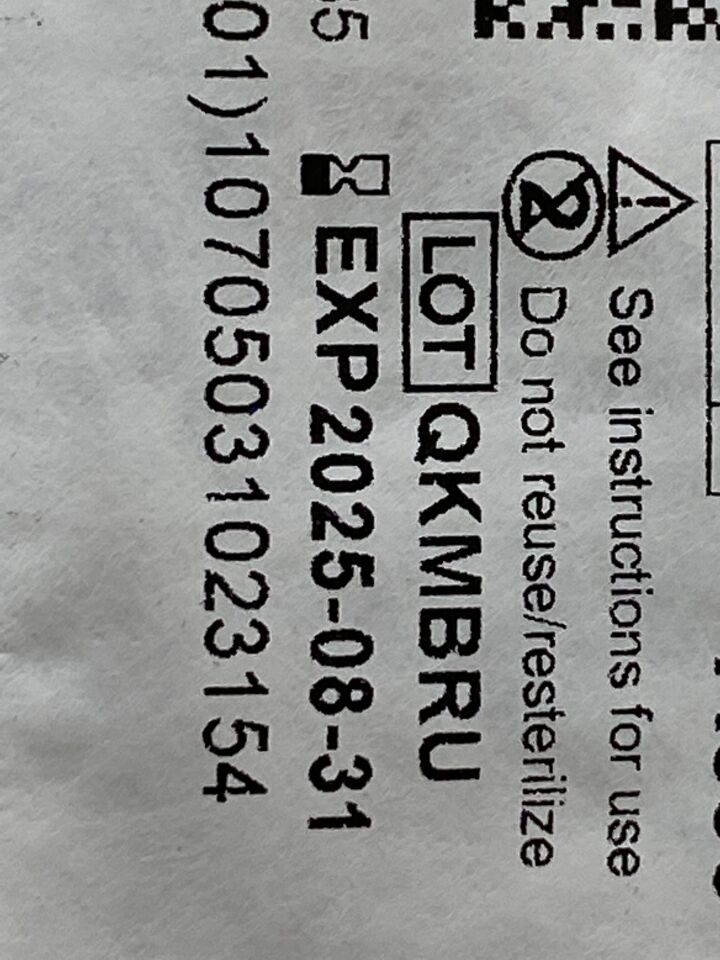 See instructions for use
Do not reuse/resterilize
LOT QKMBRU
EXP 2025-08-31
01)10705031023154